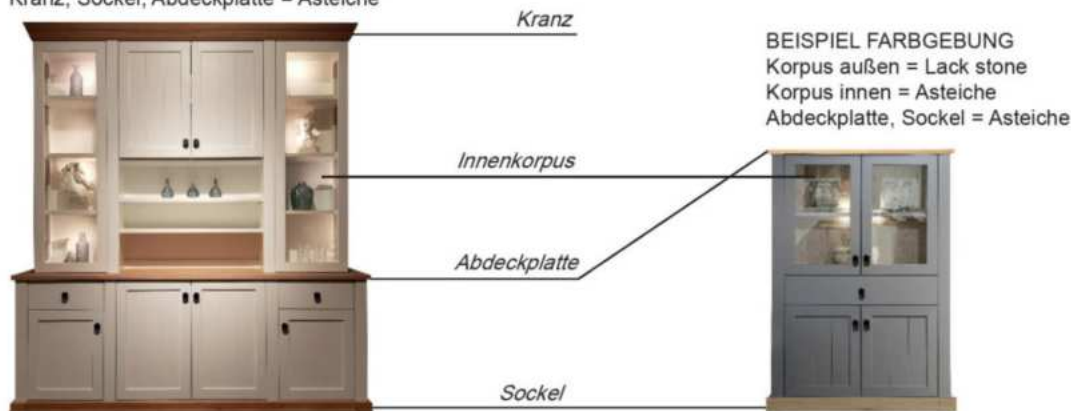 Kranz, Sockel, Abdeckplatte = Asteiche
Kranz
BEISPIEL FARBGEBUNG
Korpus außen = Lack stone
Korpus innen = Asteiche
Abdeckplatte, Sockel = Asteiche
Innenkorpus
Abdeckplatte
Sockel